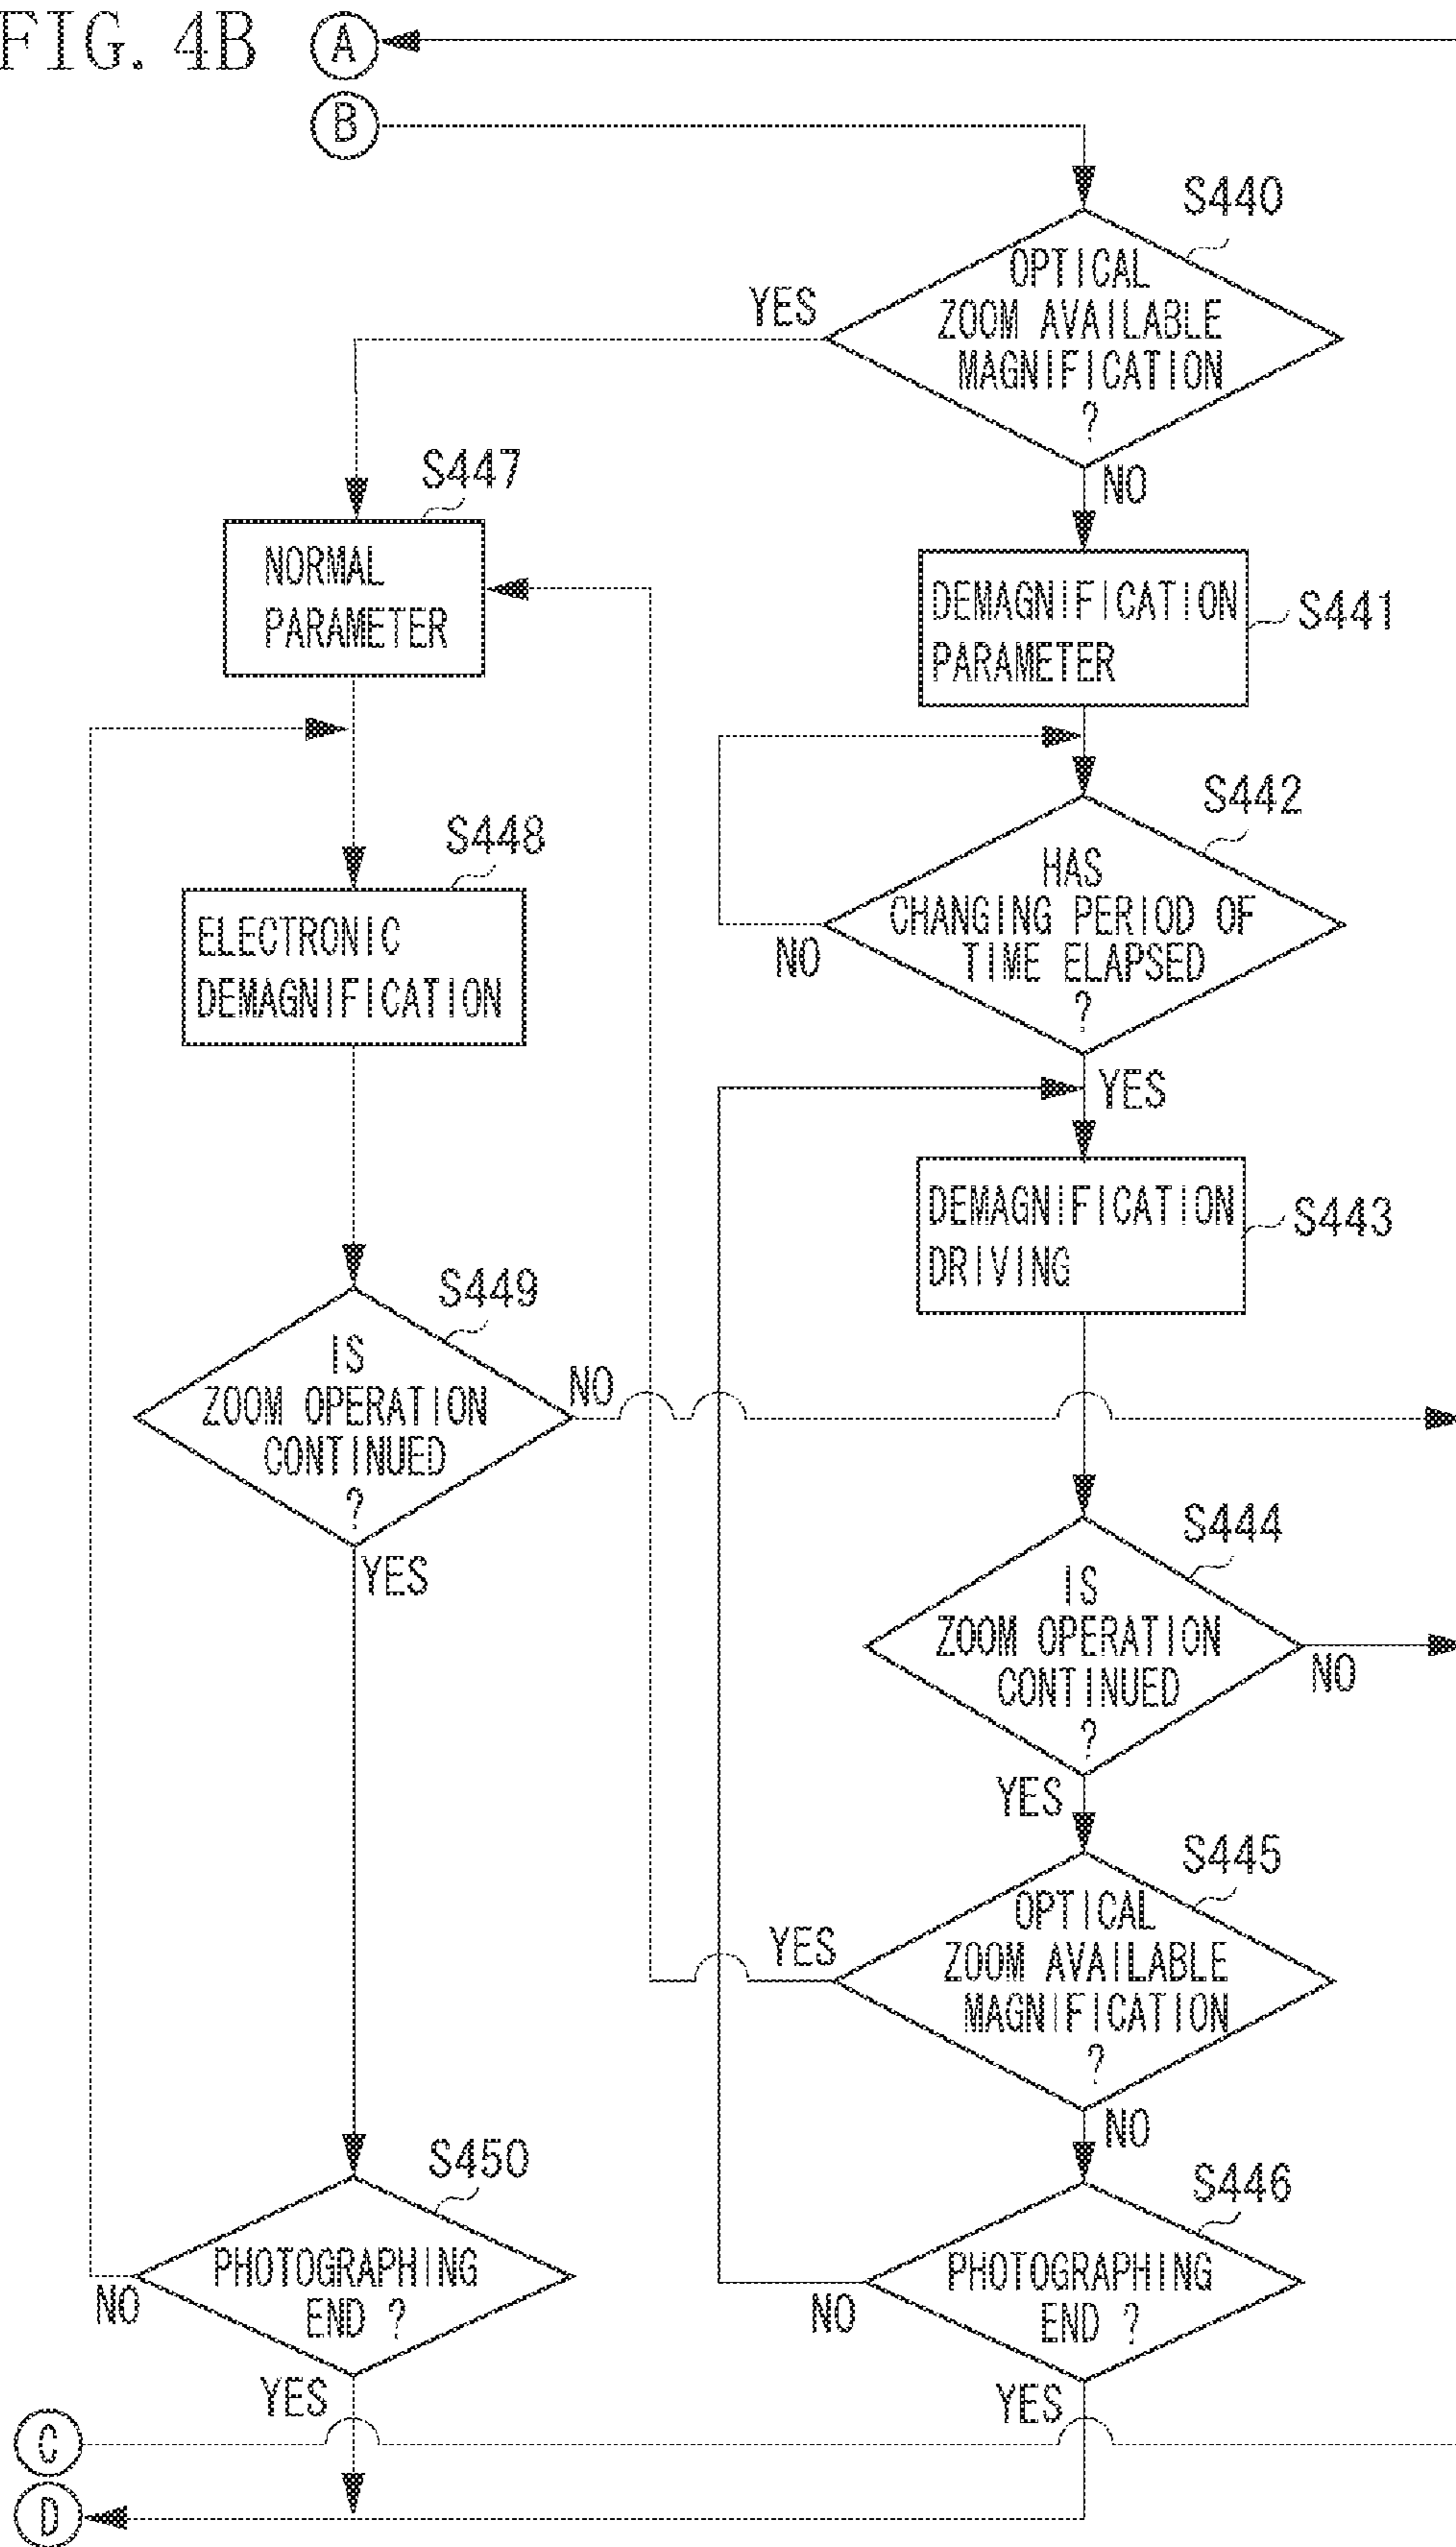 FIG. 4B
A
B
S440
OPTICAL
ZOOM AVAILABLE
MAGNIFICATION
?
YES
NO
S447
NORMAL
PARAMETER
DEMAGNIFICATION
PARAMETER
S441
S442
HAS
CHANGING PERIOD OF
TIME ELAPSED
?
NO
YES
S448
ELECTRONIC
DEMAGNIFICATION
DEMAGNIFICATION
DRIVING
S443
S449
IS
ZOOM OPERATION
CONTINUED
?
NO
YES
S444
IS
ZOOM OPERATION
CONTINUED
?
NO
YES
S445
OPTICAL
ZOOM AVAILABLE
MAGNIFICATION
?
YES
NO
S450
PHOTOGRAPHING
END ?
NO
YES
S446
PHOTOGRAPHING
END ?
NO
YES
C
D